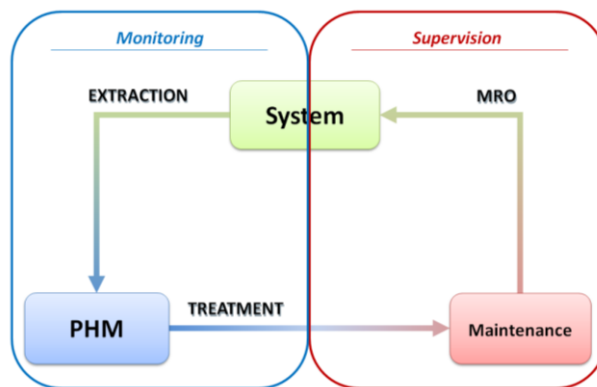 Monitoring
Supervision
EXTRACTION
MRO
System
TREATMENT
PHM
Maintenance